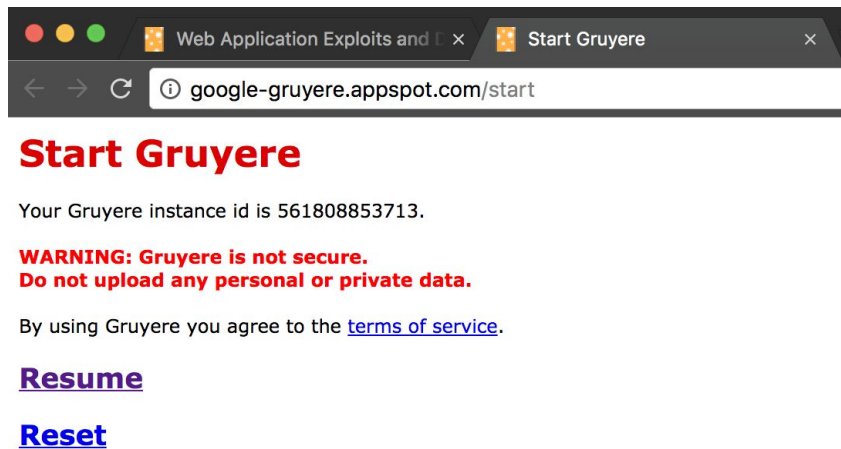 Web Application Exploits and
Start Gruyere
google-gruyere.appspot.com/start
Start Gruyere
Your Gruyere instance id is 561808853713.
WARNING: Gruyere is not secure.
Do not upload any personal or private data.
By using Gruyere you agree to the terms of service.
Resume
Reset